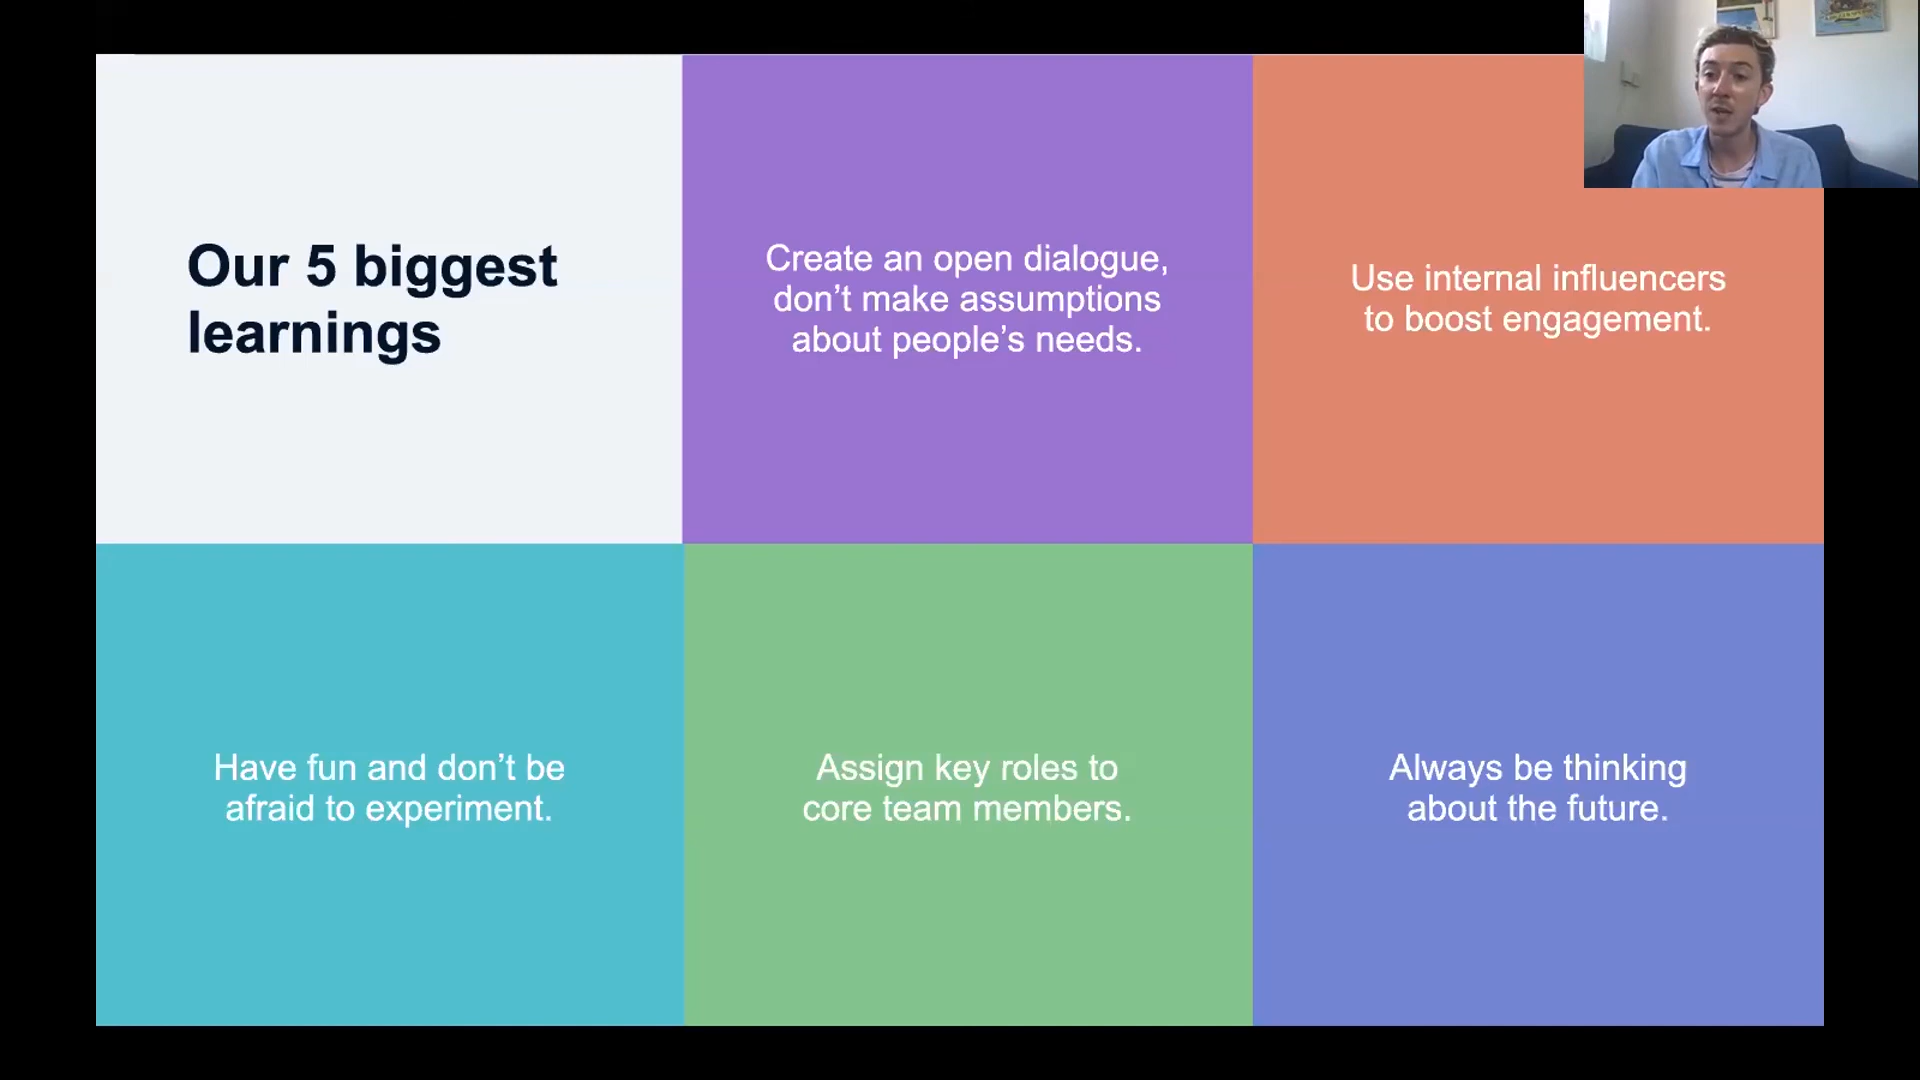 Our 5 biggest
learnings
Create an open dialogue,
don’t make assumptions
about people’s needs.
Use internal influencers
to boost engagement.
Have fun and don’t be
afraid to experiment.
Assign key roles to
core team members.
Always be thinking
about the future.